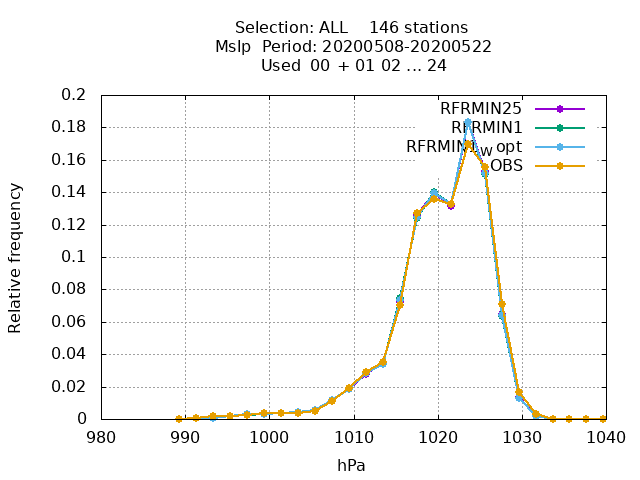 Selection: ALL    146 stations
Mslp  Period: 20200508-20200522
Used  00  + 01 02 ... 24
RFRMIN25
RFRMIN1
RFRMIN1_W opt
OBS
0.2
0.18
0.16
0.14
0.12
0.1
0.08
0.06
0.04
0.02
0
Relative frequency
980 990 1000 1010 1020 1030 1040
hPa